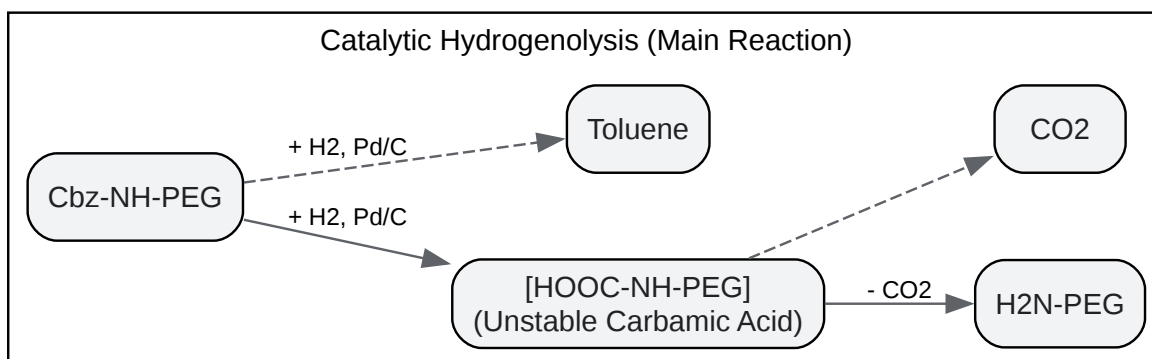 Catalytic Hydrogenolysis (Main Reaction)
Toluene
CO2
+ H2, Pd/C
Cbz-NH-PEG
+ H2, Pd/C
[HOOC-NH-PEG]
(Unstable Carbamic Acid)
- CO2
H2N-PEG